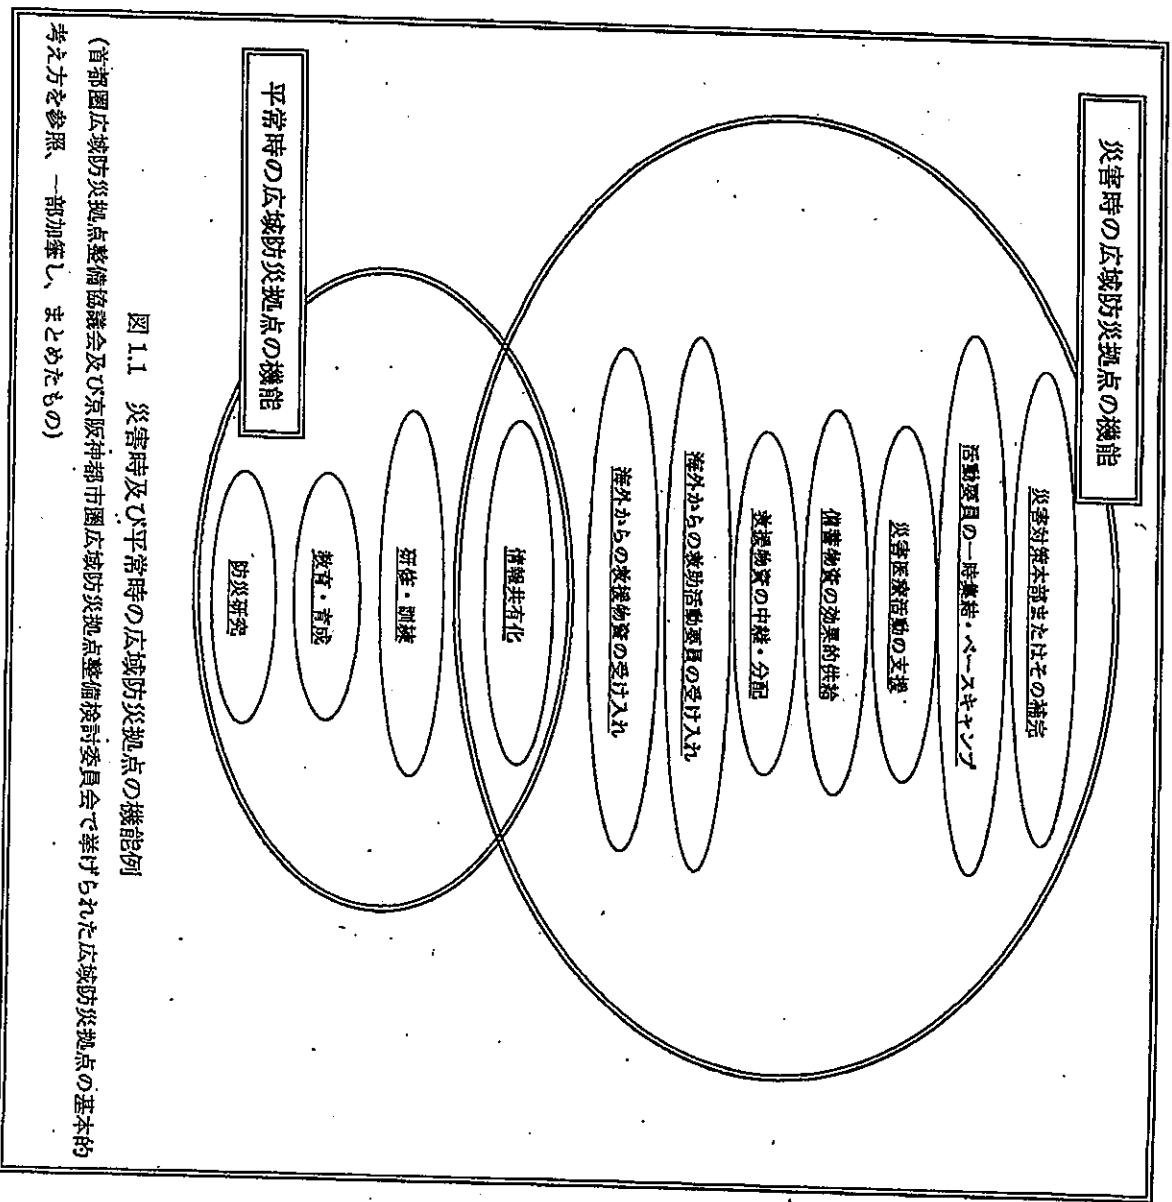 災害時の広域防災拠点の機能
災害対策本部またはその補完
活動要員の一時集結・ベースキャンプ
災害医療活動の支援
備蓄物資の効果的供給
救援物資の中継・分配
海外からの救助活動要員の受け入れ
海外からの救援物資の受け入れ
情報共有化
研修・訓練
教育・育成
防災研究
平常時の広域防災拠点の機能
図1.1 災害時及び平常時の広域防災拠点の機能例
(首都圏広域防災拠点整備協議会及び京阪神都市圏広域防災拠点整備検討委員会で挙げられた広域防災拠点の基本的
考え方を参照、一部加筆し、まとめたもの)